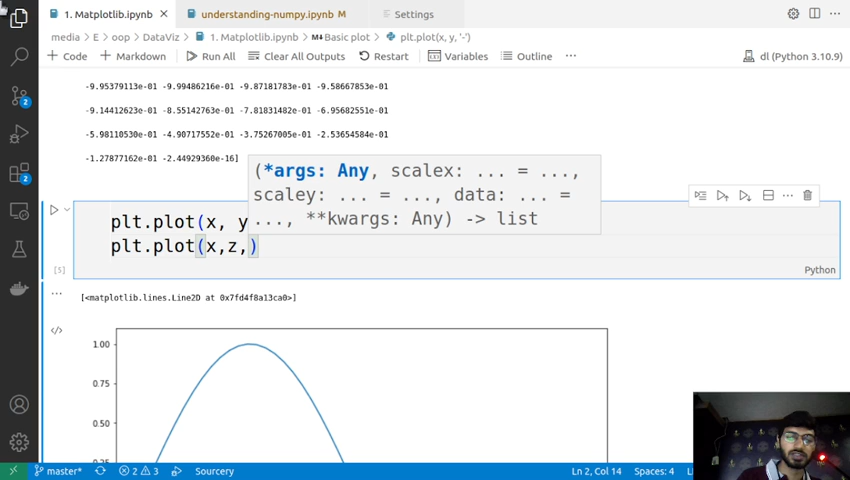 1. Matplotlib.ipynb
understanding-numpy.ipynb M
Settings
media > E > oop > DataViz > 1. Matplotlib.ipynb > M↓Basic plot > plt.plot(x, y, '-')
+ Code + Markdown Run All Clear All Outputs Restart Variables Outline ... dl (Python 3.10.9)
-9.95379113e-01 -9.99486216e-01 -9.87181783e-01 -9.58667853e-01
-9.14412623e-01 -8.55142763e-01 -7.81831482e-01 -6.95682551e-01
-5.98110530e-01 -4.90717552e-01 -3.75267005e-01 -2.53654584e-01
-1.27877162e-01 -2.44929360e-16]
(*args: Any, scalex: ... = ...,
scaley: ... = ..., data: ... =
..., **kwargs: Any) -> list
plt.plot(x, y
plt.plot(x,z,)
[5]
Python
[<matplotlib.lines.Line2D at 0x7fd4f8a13ca0>]
1.00
0.75
0.50
2
2
master* 2 3 Sourcery Ln 2, Col 14 Spaces: 4